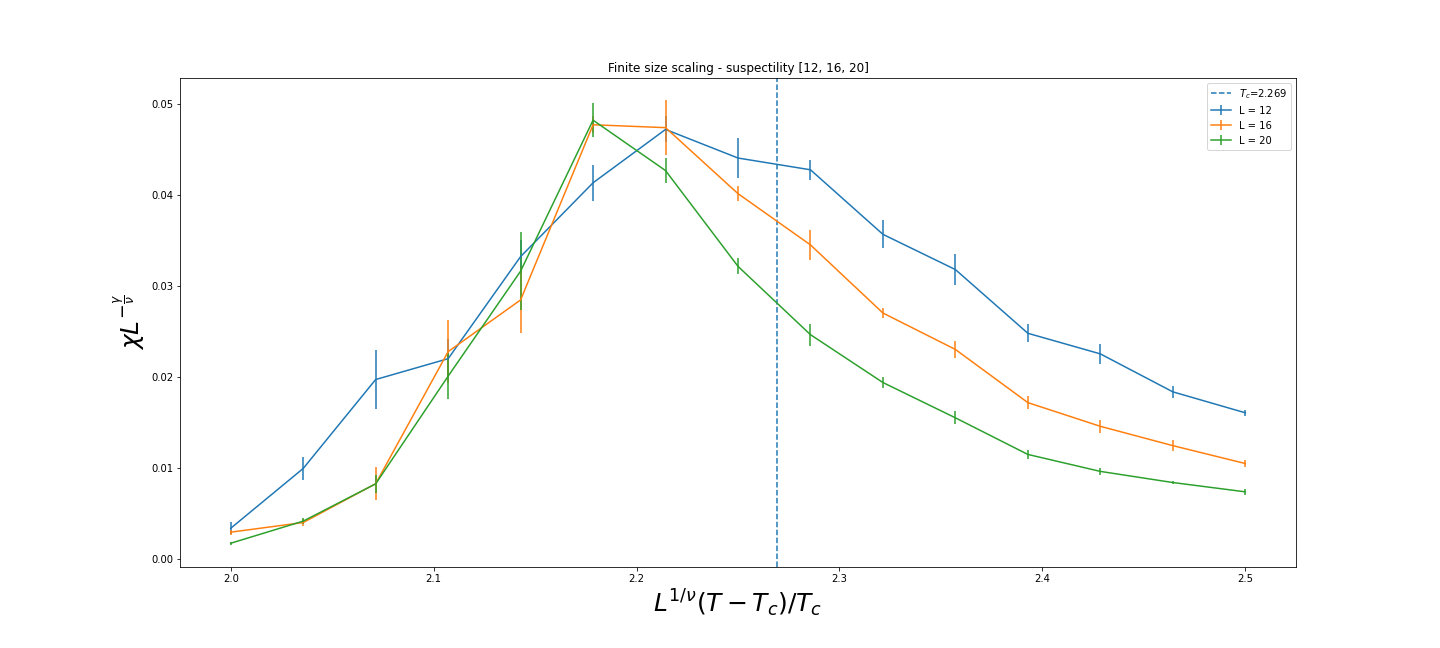 Finite size scaling - suspectility [12, 16, 20]
T_c=2.269
L = 12
L = 16
L = 20
0.05
0.04
0.03
0.02
0.01
0.00
χL^{-γ/ν}
2.0 2.1 2.2 2.3 2.4 2.5
L^{1/ν}(T − T_c)/T_c